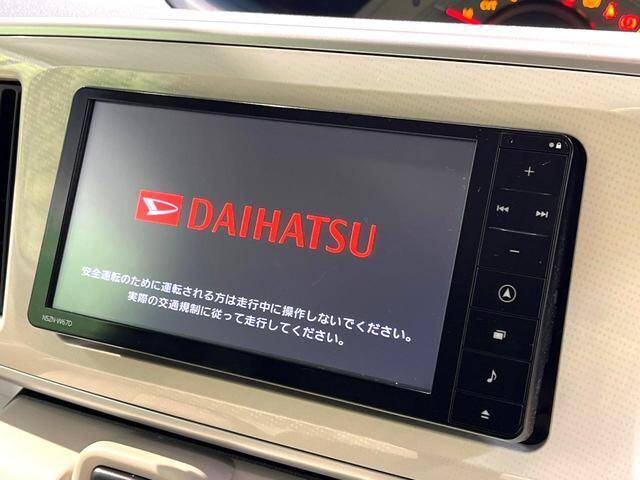 DAIHATSU
安全運転のために運転される方は走行中に操作しないでください。
実際の交通規制に従って走行してください。
NSZN-W67D